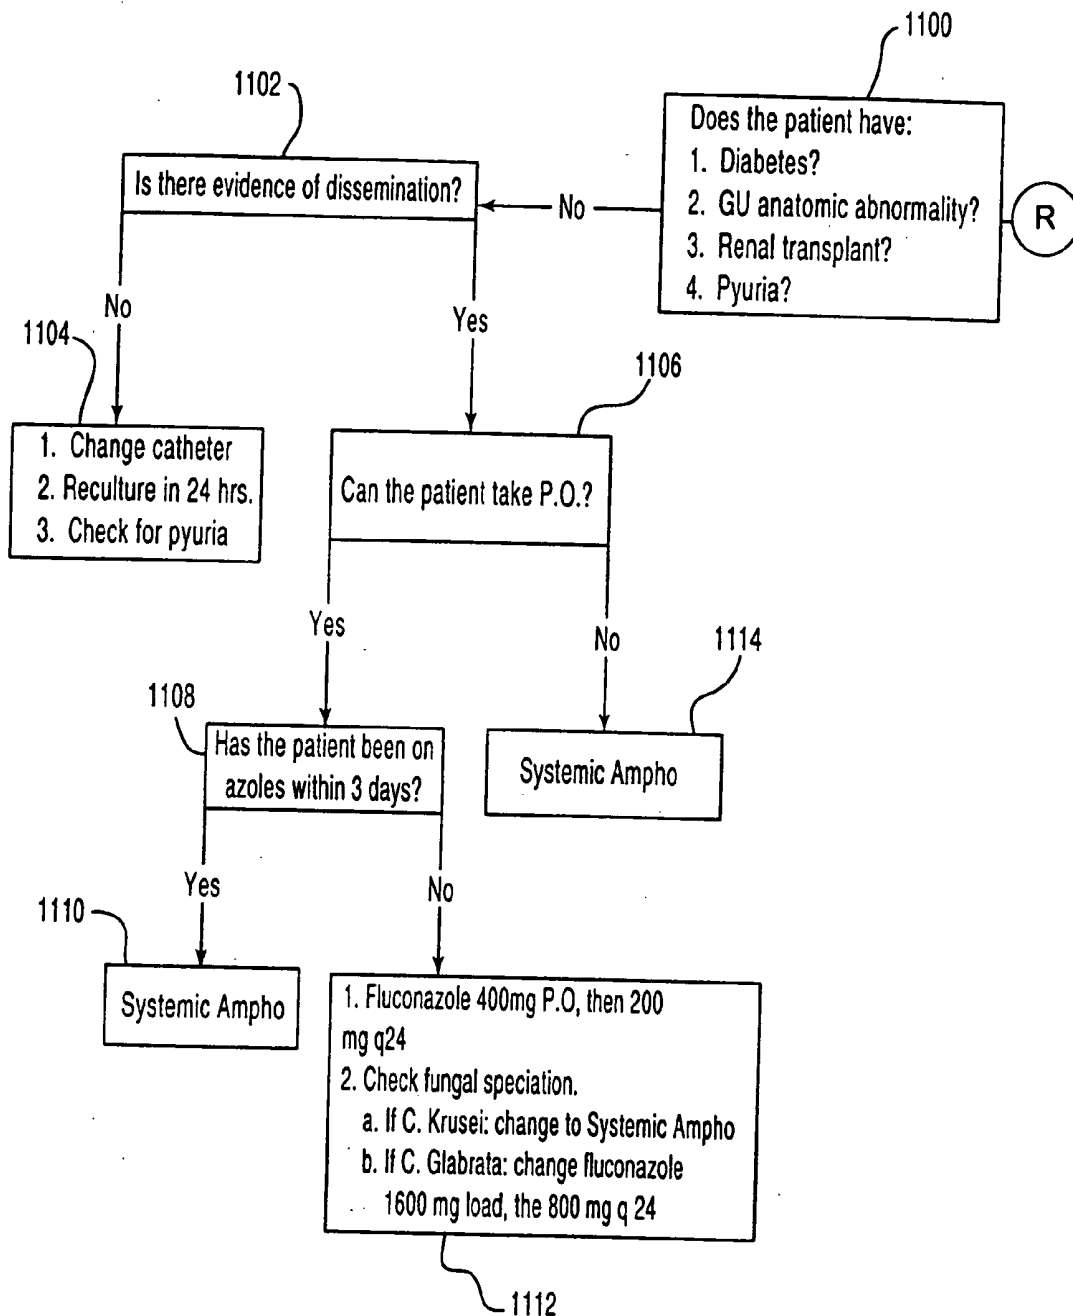 1100
Does the patient have:
1. Diabetes?
2. GU anatomic abnormality?
3. Renal transplant?
4. Pyuria?
R
No
1102
Is there evidence of dissemination?
No
Yes
1104
1. Change catheter
2. Reculture in 24 hrs.
3. Check for pyuria
1106
Can the patient take P.O.?
Yes
No
1108
Has the patient been on
azoles within 3 days?
1114
Systemic Ampho
Yes
No
1110
Systemic Ampho
1. Fluconazole 400mg P.O, then 200
mg q24
2. Check fungal speciation.
a. If C. Krusei: change to Systemic Ampho
b. If C. Glabrata: change fluconazole
1600 mg load, the 800 mg q 24
1112